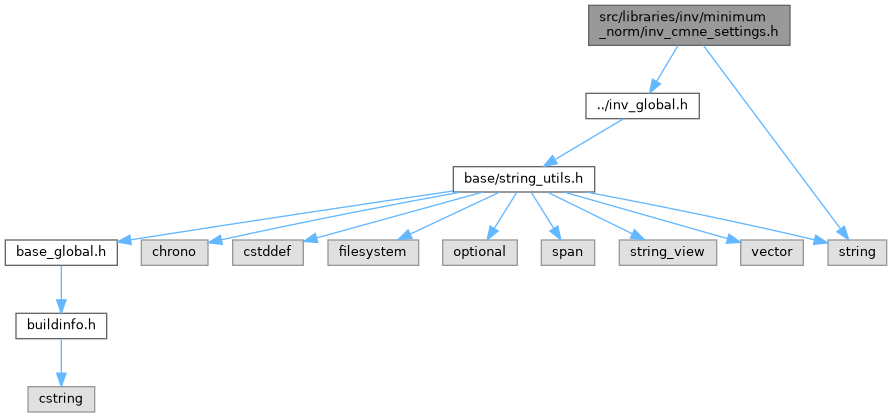 src/libraries/inv/minimum
_norm/inv_cmne_settings.h
../inv_global.h
base/string_utils.h
base_global.h
chrono
cstddef
filesystem
optional
span
string_view
vector
string
buildinfo.h
cstring